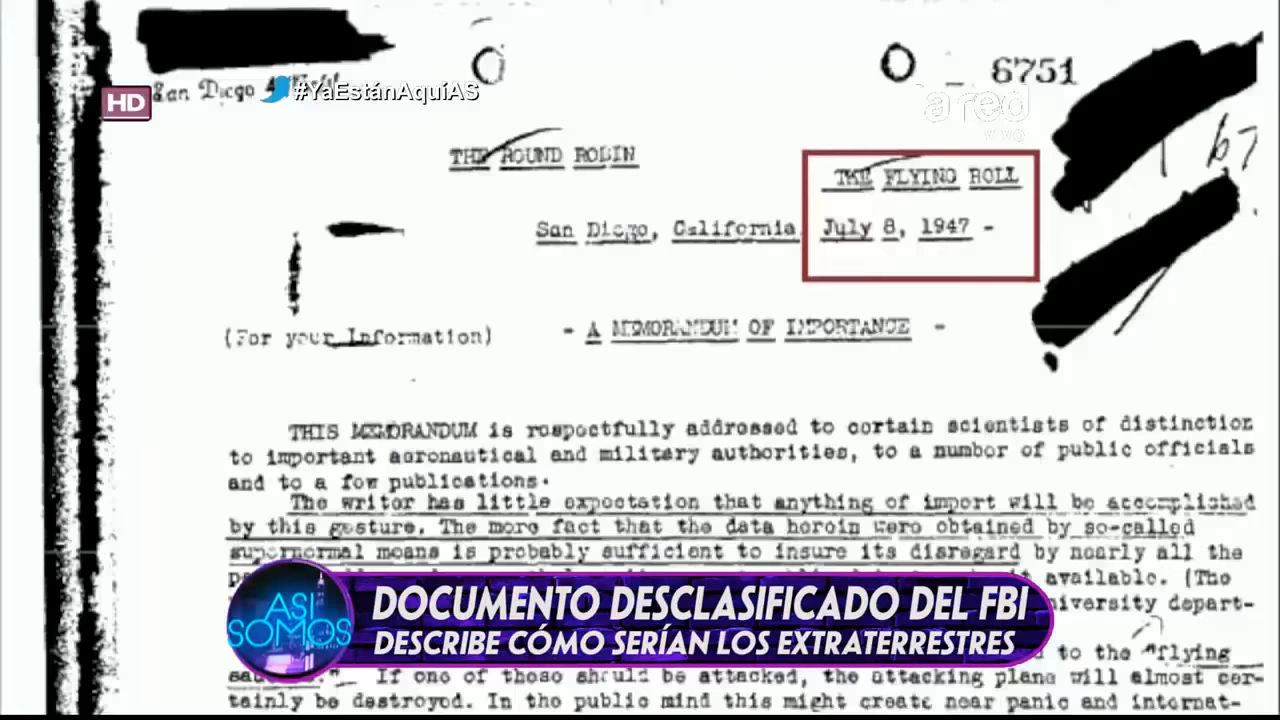 San Diego
#YaEstánAquíAS
HD
6751
la red
vivo
67
THE ROUND ROBIN
THE FLYING ROLL
San Diego, California, July 8, 1947 -
(For your Information)
- A MEMORANDUM OF IMPORTANCE -
THIS MEMORANDUM is respectfully addressed to certain scientists of distinction
to important aeronautical and military authorities, to a number of public officials
and to a few publications.
The writer has little expectation that anything of import will be accomplished
by this gesture. The more fact that the data herein were obtained by so-called
supernormal means is probably sufficient to insure its disregard by nearly all the
available. (The
university depart-
to the "flying
If one of these should be attacked, the attacking plane will almost cer-
tainly be destroyed. In the public mind this might create near panic and internat-
ASI
SOMOS
DOCUMENTO DESCLASIFICADO DEL FBI
DESCRIBE CÓMO SERÍAN LOS EXTRATERRESTRES